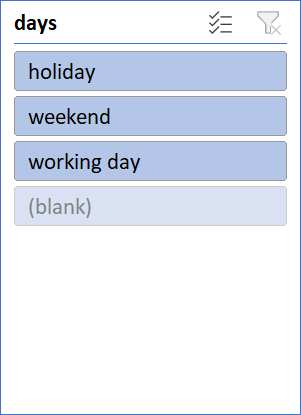 days
holiday
weekend
working day
(blank)